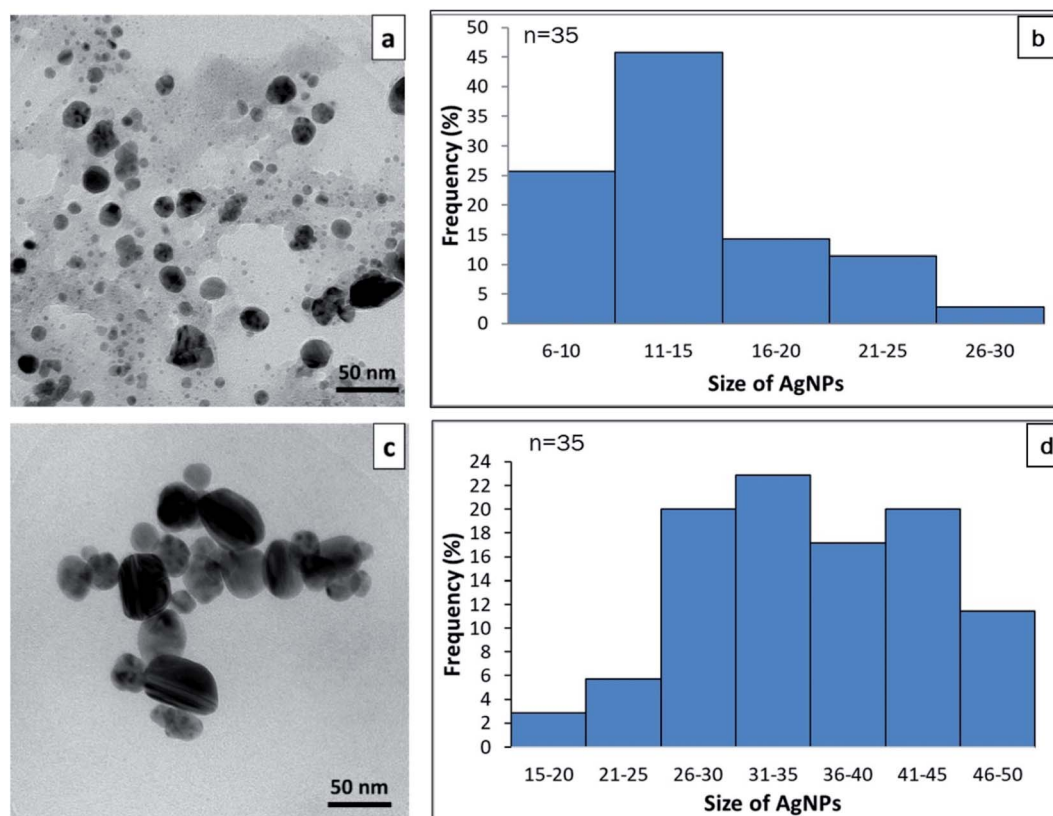 a
50 nm
b
n=35
50
45
40
35
30
25
20
15
10
5
0
Frequency (%)
6-10 11-15 16-20 21-25 26-30
Size of AgNPs
c
50 nm
d
n=35
24
22
20
18
16
14
12
10
8
6
4
2
0
Frequency (%)
15-20 21-25 26-30 31-35 36-40 41-45 46-50
Size of AgNPs